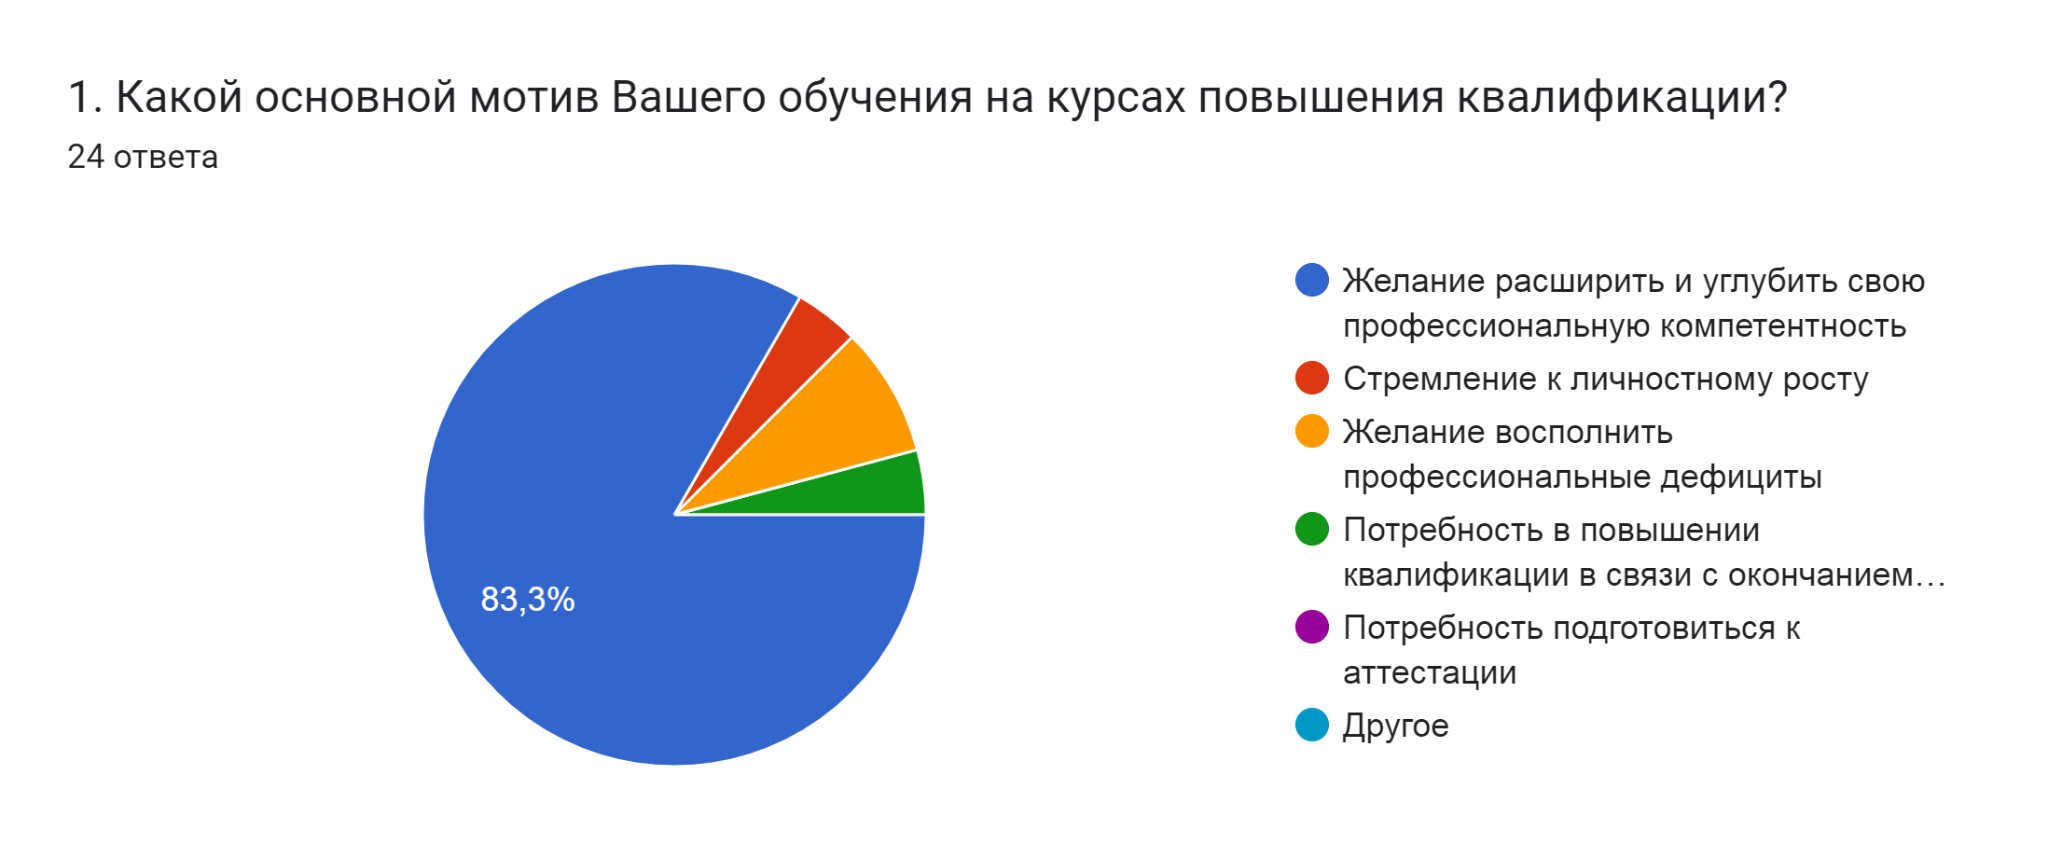 1. Какой основной мотив Вашего обучения на курсах повышения квалификации?
24 ответа
83,3%
Желание расширить и углубить свою
профессиональную компетентность
Стремление к личностному росту
Желание восполнить
профессиональные дефициты
Потребность в повышении
квалификации в связи с окончанием…
Потребность подготовиться к
аттестации
Другое